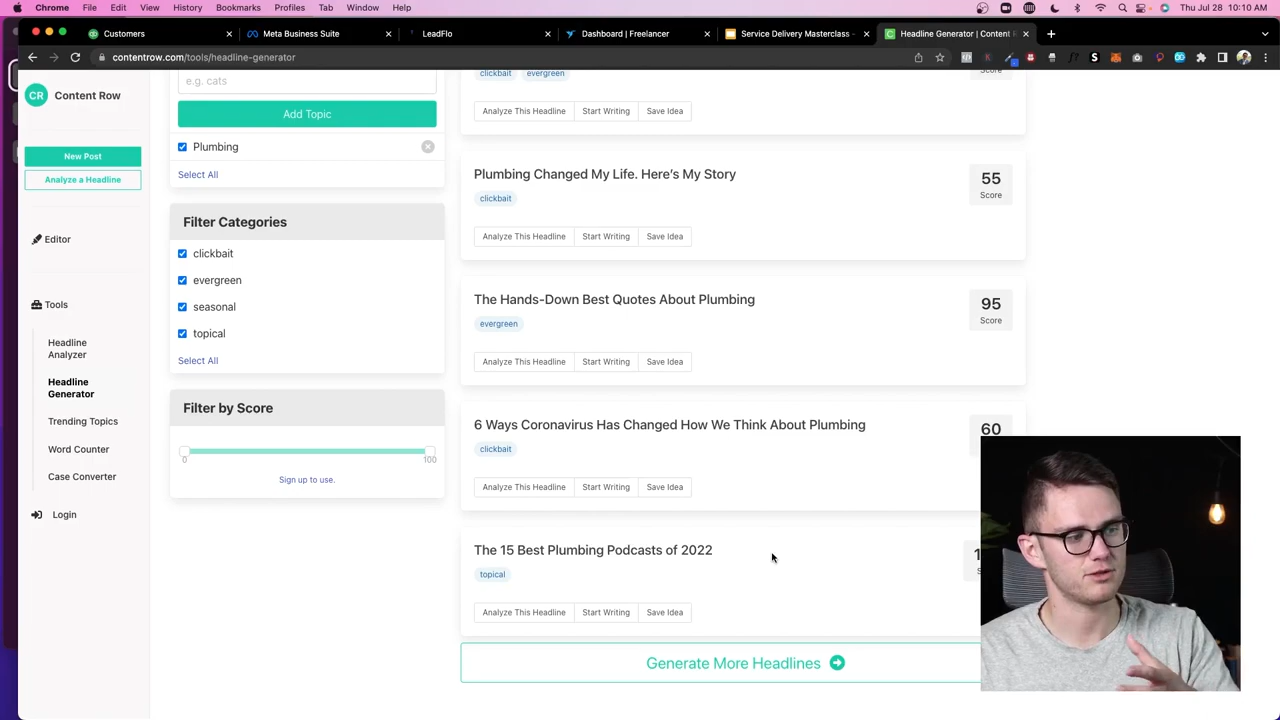 Chrome File Edit View History Bookmarks Profiles Tab Window Help Thu Jul 28 10:10 AM
Customers Meta Business Suite LeadFlo Dashboard | Freelancer Service Delivery Masterclass - Headline Generator | Content R
contentrow.com/tools/headline-generator
CR Content Row
New Post
Analyze a Headline
Editor
Tools
Headline
Analyzer
Headline
Generator
Trending Topics
Word Counter
Case Converter
Login
e.g. cats
Add Topic
Plumbing
Select All
Filter Categories
clickbait
evergreen
seasonal
topical
Select All
Filter by Score
0 100
Sign up to use.
clickbait evergreen
Score
Analyze This Headline Start Writing Save Idea
Plumbing Changed My Life. Here's My Story
55
Score
clickbait
Analyze This Headline Start Writing Save Idea
The Hands-Down Best Quotes About Plumbing
95
Score
evergreen
Analyze This Headline Start Writing Save Idea
6 Ways Coronavirus Has Changed How We Think About Plumbing
60
clickbait
Analyze This Headline Start Writing Save Idea
The 15 Best Plumbing Podcasts of 2022
topical
Analyze This Headline Start Writing Save Idea
Generate More Headlines